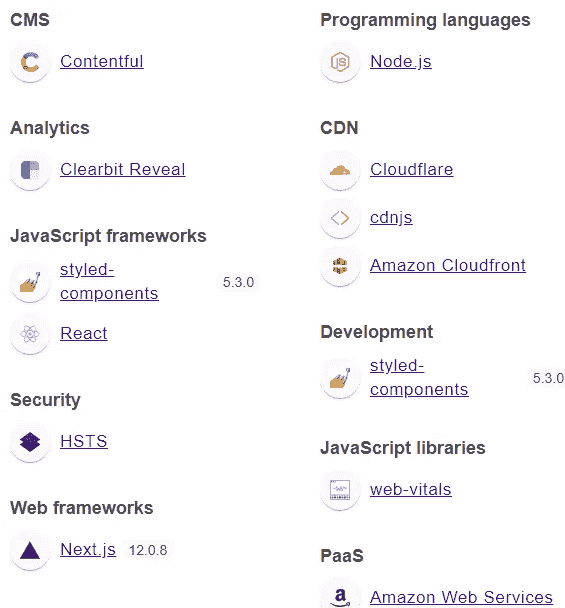 CMS
Contentful
Analytics
Clearbit Reveal
JavaScript frameworks
styled-
components 5.3.0
React
Security
HSTS
Web frameworks
Next.js 12.0.8
Programming languages
JS
Node.js
CDN
Cloudflare
cdnjs
Amazon Cloudfront
Development
styled-
components 5.3.0
JavaScript libraries
web-vitals
PaaS
Amazon Web Services